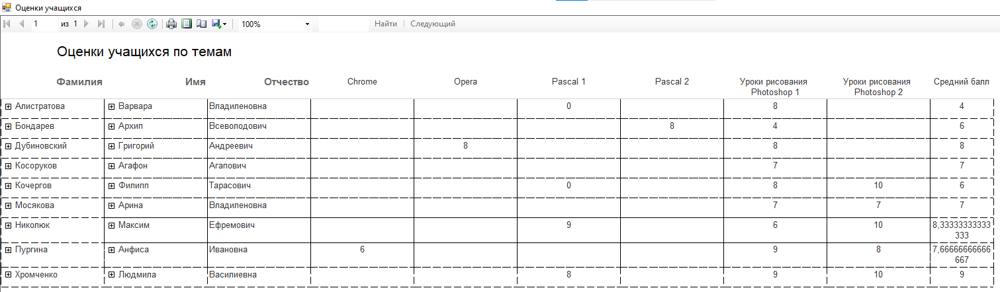 Оценки учащихся
1 из 1 100% Найти | Следующий
Оценки учащихся по темам
Фамилия Имя Отчество Chrome Opera Pascal 1 Pascal 2 Уроки рисования Photoshop 1 Уроки рисования Photoshop 2 Средний балл
Алистратова Варвара Владиленовна 0 8 4
Бондарев Архип Всеволодович 8 4 6
Дубиновский Григорий Андреевич 8 8 8
Косоруков Агафон Агапович 7 7
Кочергов Филипп Тарасович 0 8 10 6
Мосякова Арина Владиленовна 7 7 7
Николюк Максим Ефремович 9 6 10 8,33333333333
333
Пургина Анфиса Ивановна 6 9 8 7,66666666666
667
Хромченко Людмила Василиевна 8 9 10 9